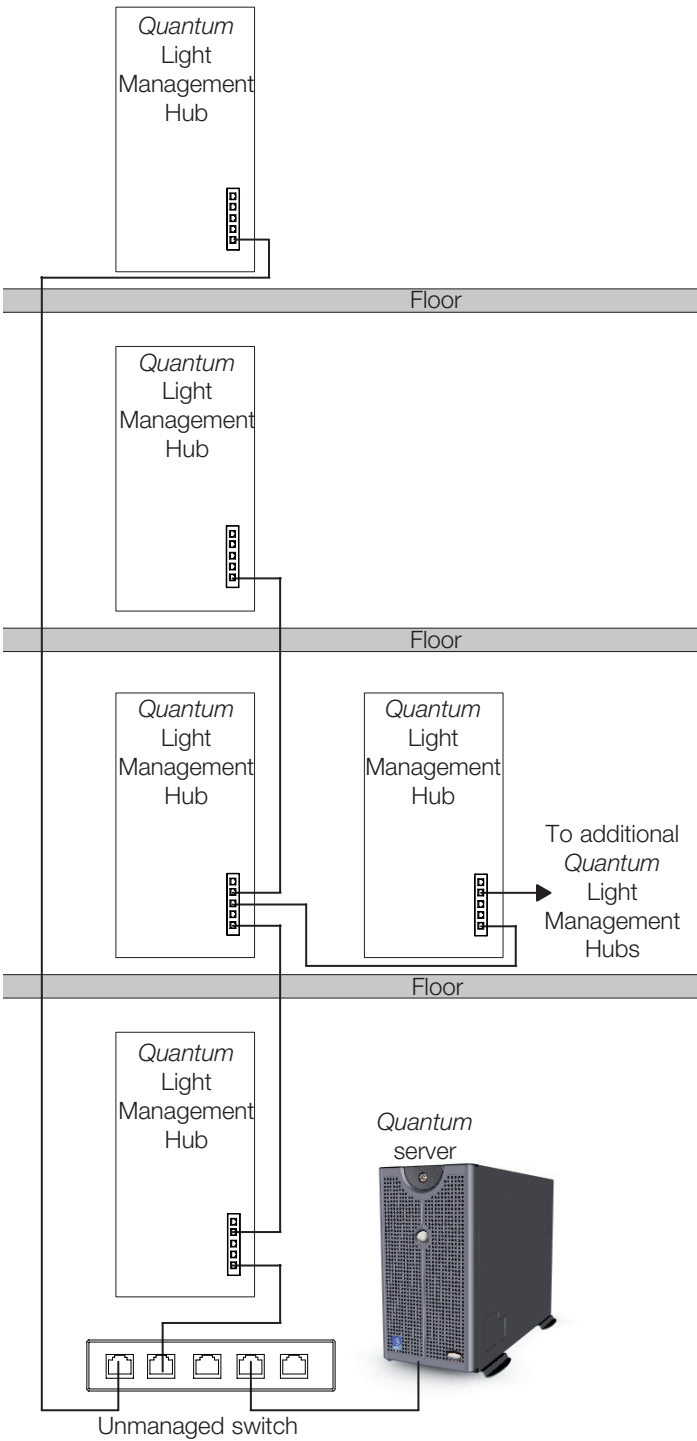 Quantum
Light
Management
Hub
Floor
Quantum
Light
Management
Hub
Floor
Quantum
Light
Management
Hub
Quantum
Light
Management
Hub
To additional
Quantum
Light
Management
Hubs
Floor
Quantum
Light
Management
Hub
Quantum
server
Unmanaged switch